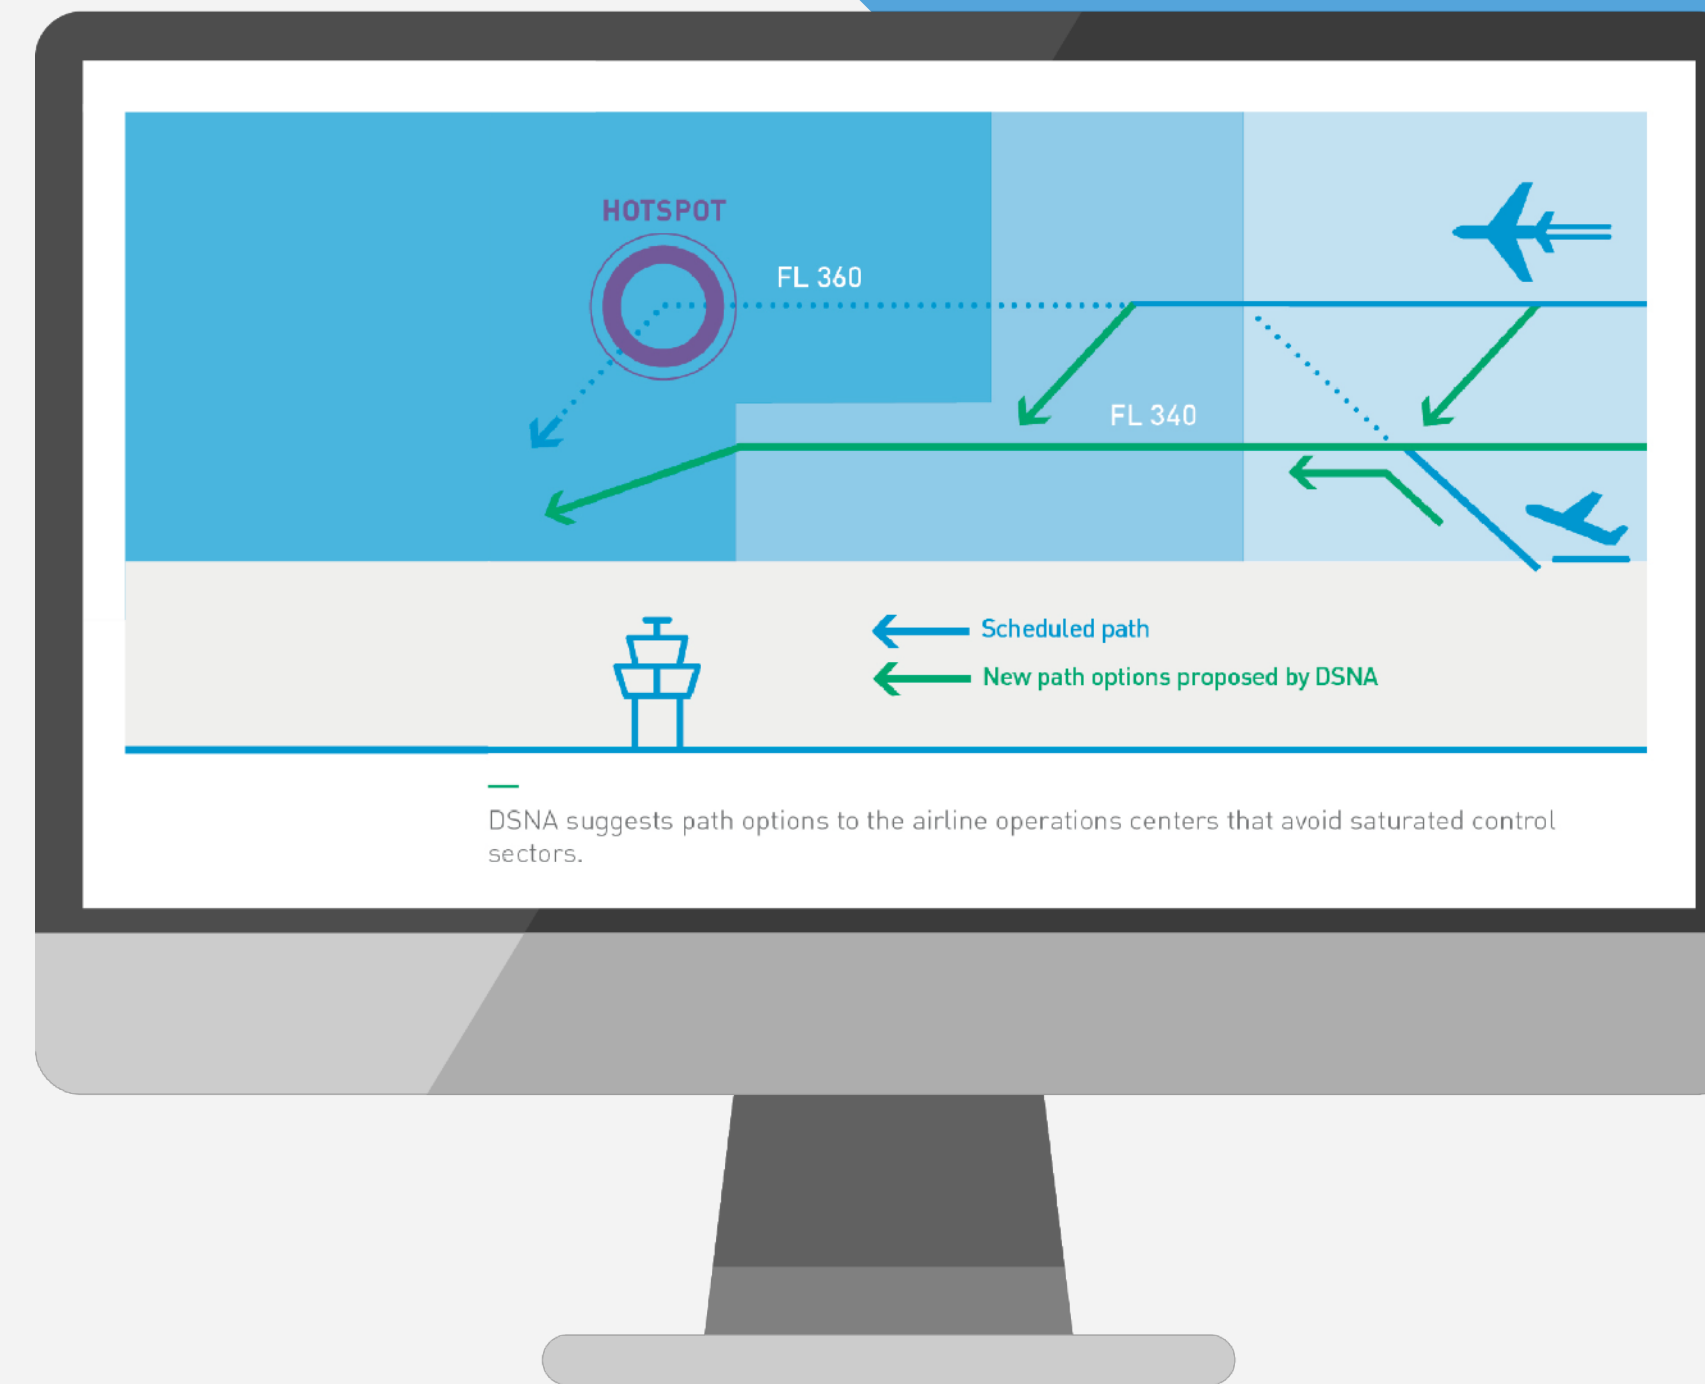 HOTSPOT
FL 360
FL 340
Scheduled path
New path options proposed by DSNA
DSNA suggests path options to the airline operations centers that avoid saturated control
sectors.